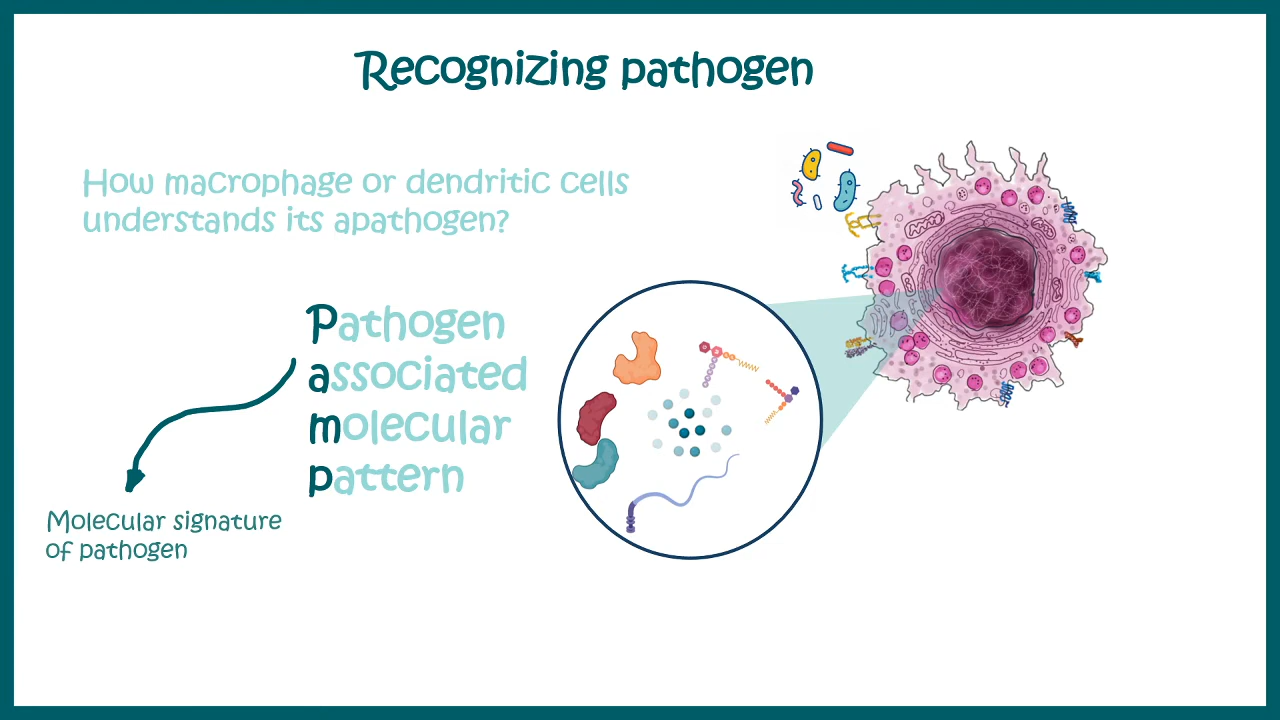 Recognizing pathogen
How macrophage or dendritic cells
understands its apathogen?
Pathogen
associated
molecular
pattern
Molecular signature
of pathogen